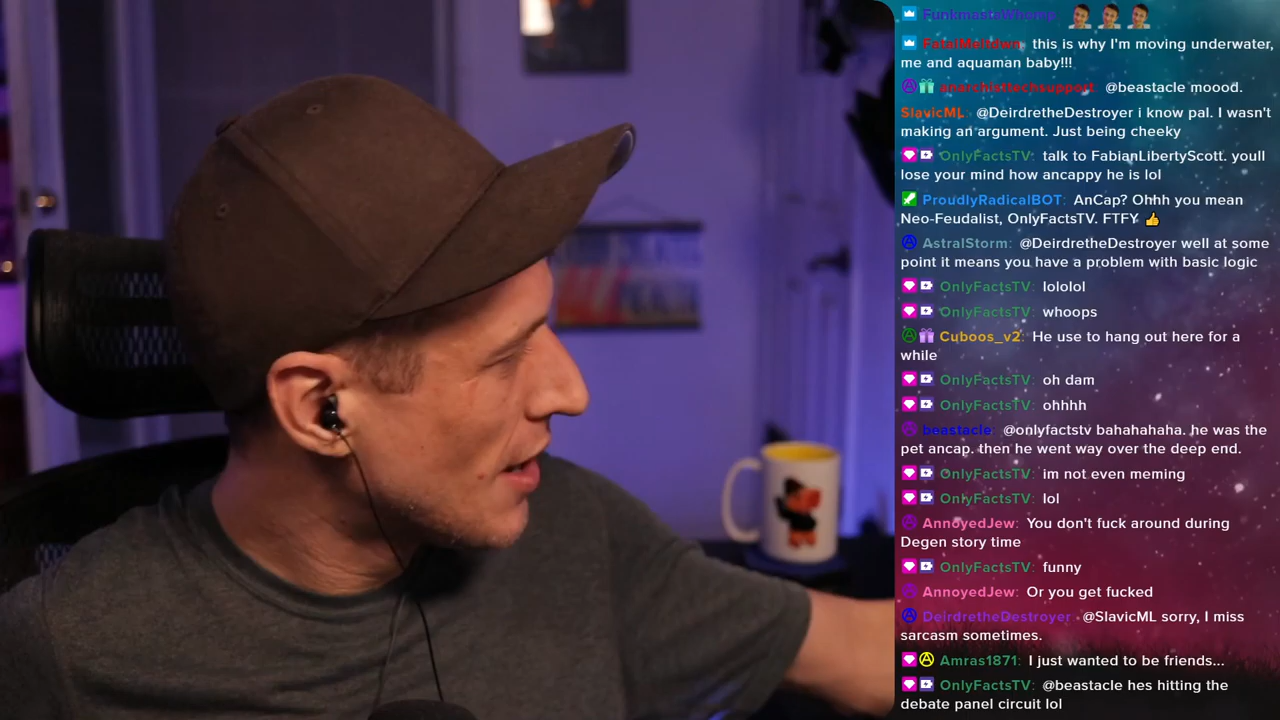 FunkmastaWhomp
FatalMeltdwn this is why I'm moving underwater,
me and aquaman baby!!!
anarchisttechsupport: @beastacle moood.
SlavicML: @DeirdretheDestroyer i know pal. I wasn't
making an argument. Just being cheeky
OnlyFactsTV: talk to FabianLibertyScott. youll
lose your mind how ancappy he is lol
ProudlyRadicalBOT: AnCap? Ohhh you mean
Neo-Feudalist, OnlyFactsTV. FTFY 👍
AstralStorm: @DeirdretheDestroyer well at some
point it means you have a problem with basic logic
OnlyFactsTV: lololol
OnlyFactsTV: whoops
Cuboos_v2: He use to hang out here for a
while
OnlyFactsTV: oh dam
OnlyFactsTV: ohhhh
beastacle: @onlyfactstv bahahahaha. he was the
pet ancap. then he went way over the deep end.
OnlyFactsTV: im not even meming
OnlyFactsTV: lol
AnnoyedJew: You don't fuck around during
Degen story time
OnlyFactsTV: funny
AnnoyedJew: Or you get fucked
DeirdretheDestroyer: @SlavicML sorry, I miss
sarcasm sometimes.
Amras1871: I just wanted to be friends...
OnlyFactsTV: @beastacle hes hitting the
debate panel circuit lol